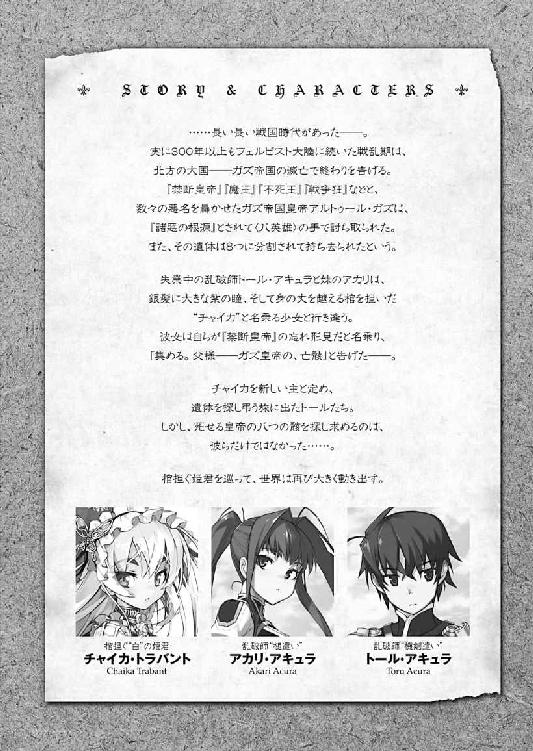 STORY & CHARACTERS
……長い長い戦国時代があった――。
実に300年以上もフェルビスト大陸に続いた戦乱期は、
北方の大国――ガズ帝国の滅亡で終わりを告げる。
『禁断皇帝』『魔王』『不死王』『戦争狂』などと、
数々の悪名を轟かせたガズ帝国皇帝アルトゥール・ガズは、
『諸悪の根源』とされて〈八英雄〉の手で討ち取られた。
また、その遺体は8つに分割されて持ち去られたという。
失業中の乱破師トール・アキュラと妹のアカリは、
銀髪に大きな紫の瞳、そして身の丈を越える棺を担いだ
“チャイカ”と名乗る少女と行き逢う。
彼女は自らが『禁断皇帝』の忘れ形見だと名乗り、
『集める。父様――ガズ皇帝の、亡骸』と告げた――。
チャイカを新しい主と定め、
遺体を探し弔う旅に出たトールたち。
しかし、死せる皇帝の八つの骸を探し求めるのは、
彼らだけではなかった……。
棺担ぐ姫君を巡って、世界は再び大きく動き出す。
棺担ぐ“白”の姫君
チャイカ・トラバント
Chaika Trabant
乱破師“槌遣い”
アカリ・アキュラ
Akari Acura
乱破師“機剣遣い”
トール・アキュラ
Toru Acura